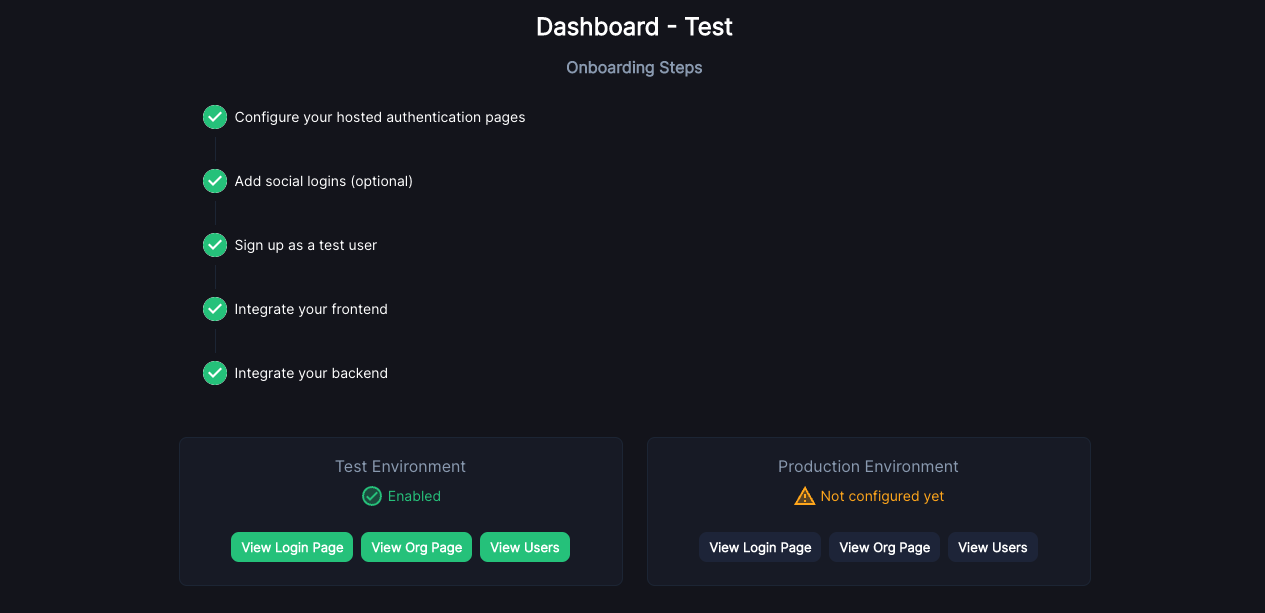 Dashboard - Test
Onboarding Steps
Configure your hosted authentication pages
Add social logins (optional)
Sign up as a test user
Integrate your frontend
Integrate your backend
Test Environment
Enabled
View Login Page View Org Page View Users
Production Environment
Not configured yet
View Login Page View Org Page View Users